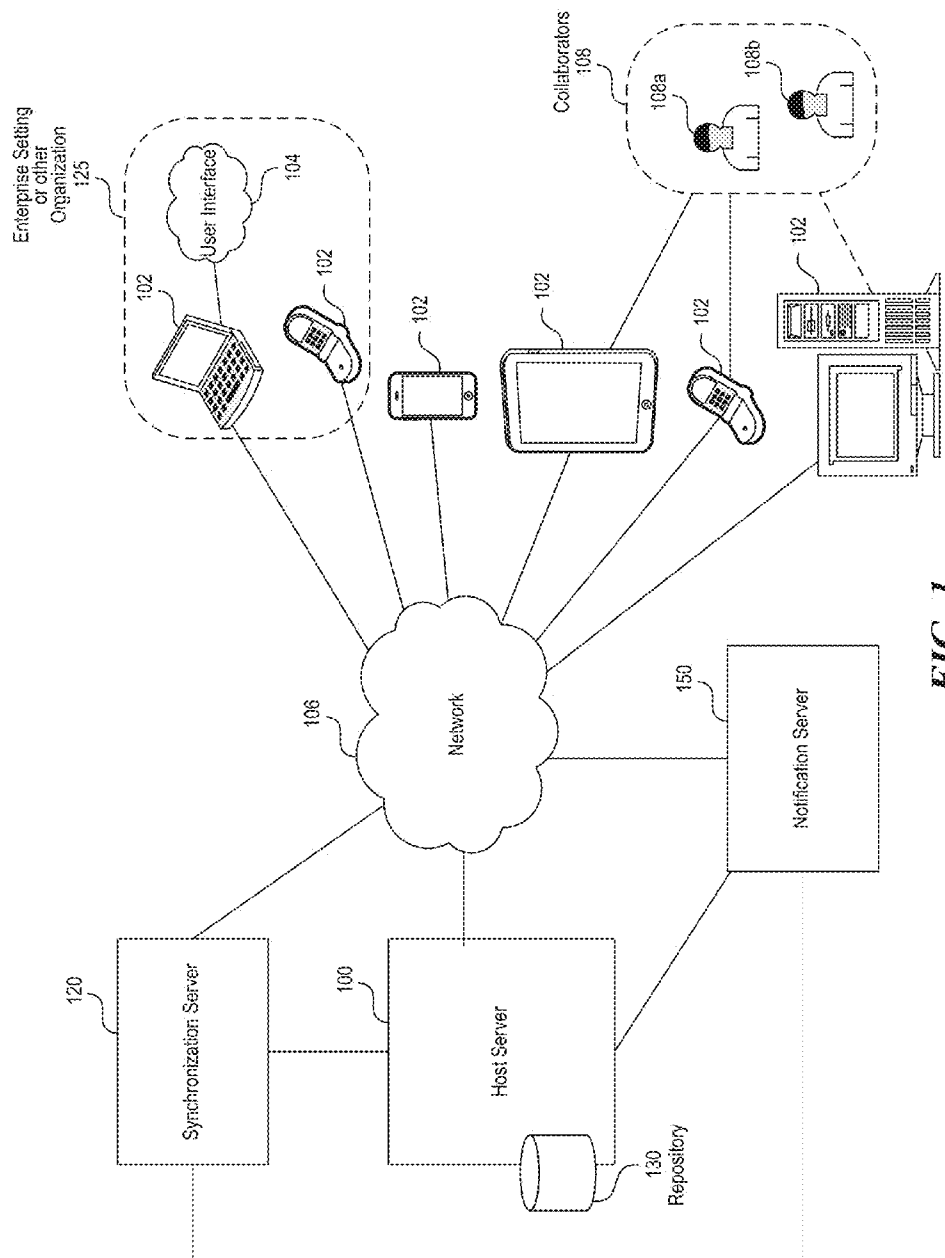 Enterprise Setting
or other
Organization
125
120
102
Synchronization Server
User Interface
104
106
102
100
102
Network
Host Server
102
Collaborators
108
130
Repository
108a
150
102
108b
Notification Server
102
FIG. 1